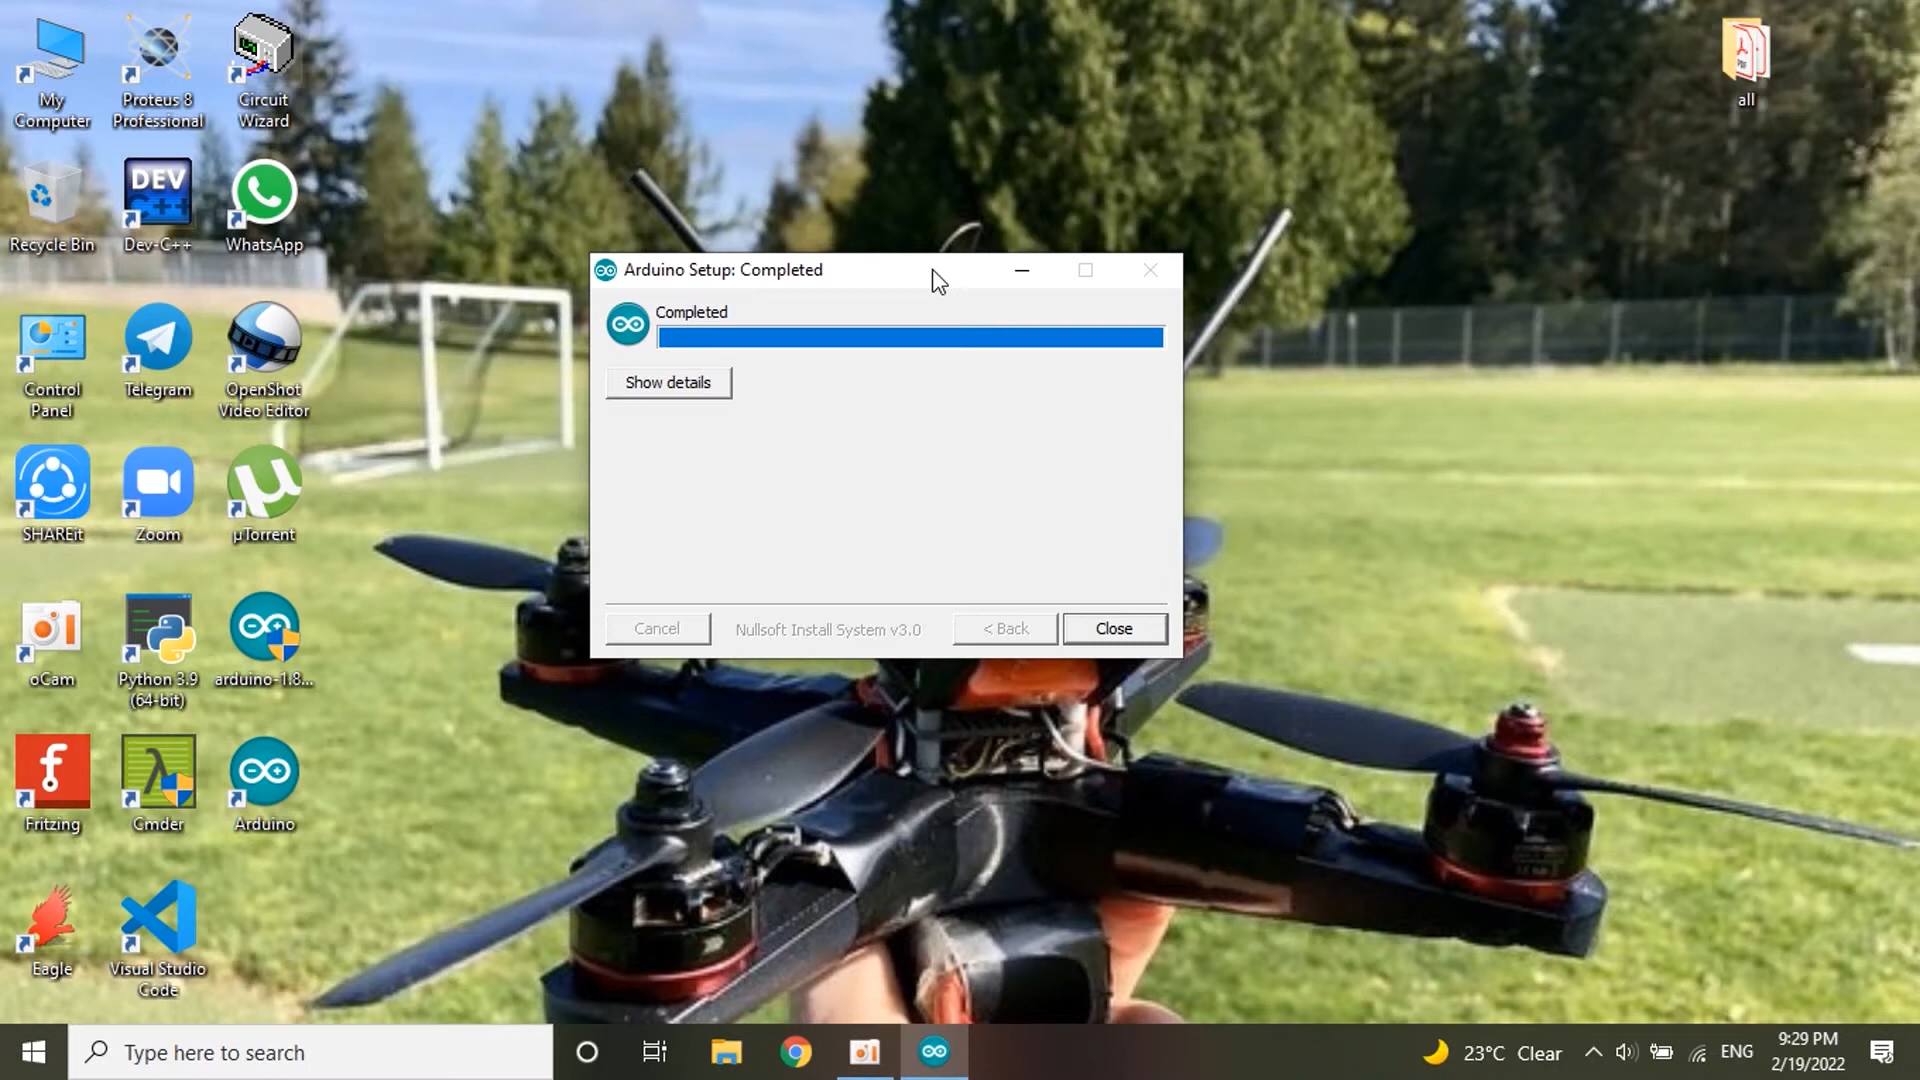 My
Computer
Proteus 8
Professional
Circuit
Wizard
PDF
all
Recycle Bin
DEV
C++
Dev-C++
WhatsApp
Control
Panel
Telegram
OpenShot
Video Editor
SHAREit
Zoom
µTorrent
oCam
Python 3.9
(64-bit)
arduino-1.8...
Fritzing
Cmder
Arduino
Eagle
Visual Studio
Code
Arduino Setup: Completed
Completed
Show details
Cancel
Nullsoft Install System v3.0
< Back
Close
Type here to search
23°C Clear
ENG
9:29 PM
2/19/2022